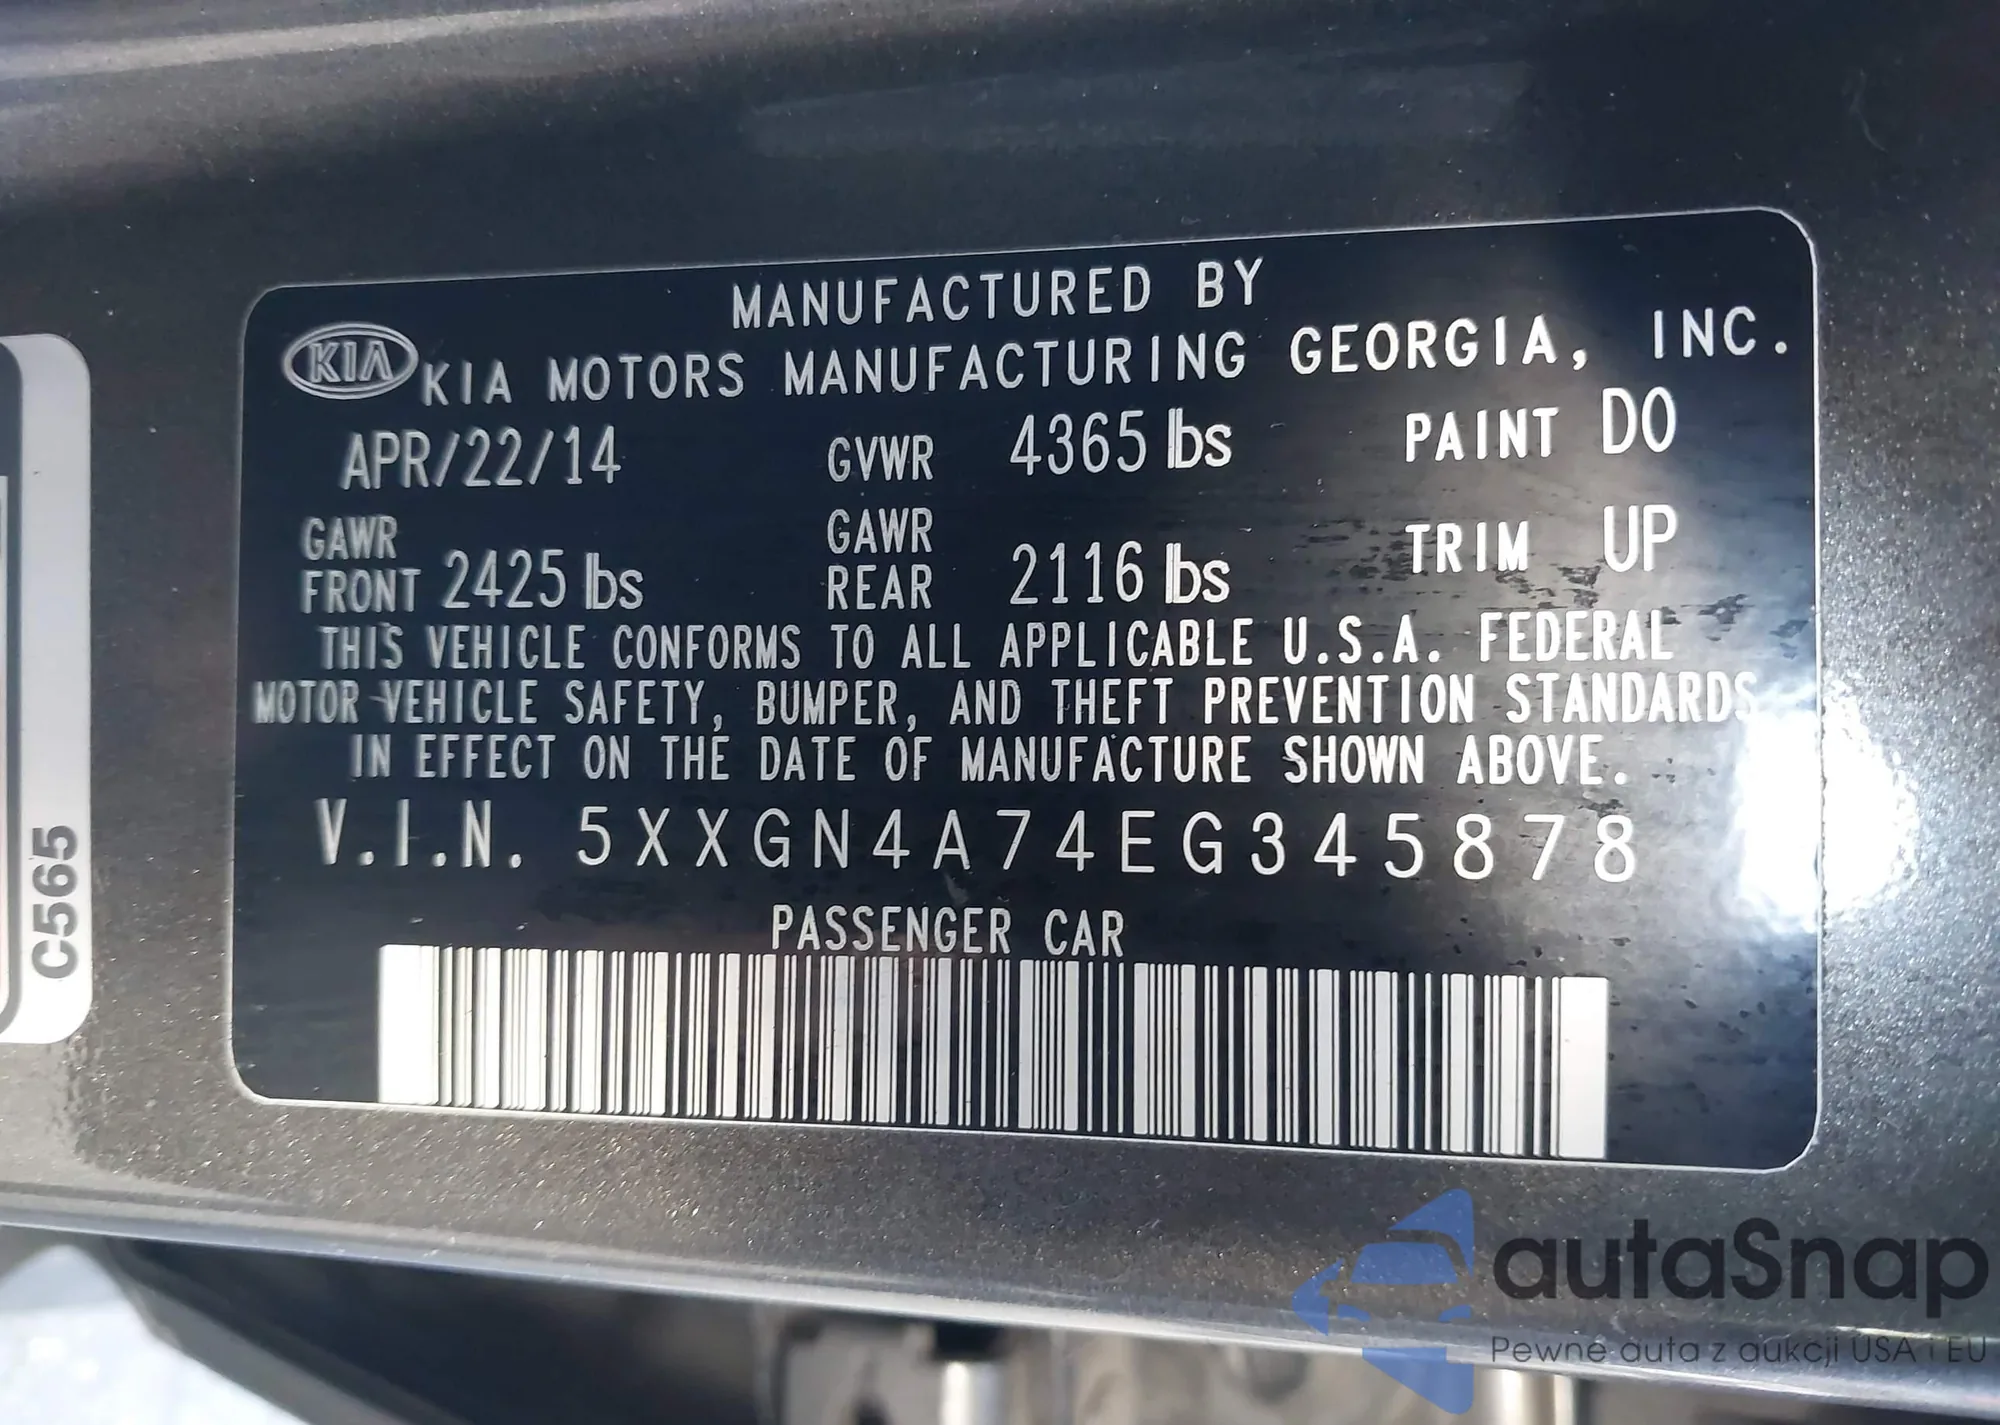 MANUFACTURED BY
KIA KIA MOTORS MANUFACTURING GEORGIA, INC.
APR/22/14 GVWR 4365 lbs PAINT D0
GAWR FRONT 2425 lbs GAWR REAR 2116 lbs TRIM UP
THIS VEHICLE CONFORMS TO ALL APPLICABLE U.S.A. FEDERAL
MOTOR VEHICLE SAFETY, BUMPER, AND THEFT PREVENTION STANDARDS
IN EFFECT ON THE DATE OF MANUFACTURE SHOWN ABOVE.
V.I.N. 5XXGN4A74EG345878
PASSENGER CAR
C565
autaSnap
Pewne auta z aukcji USA i EU